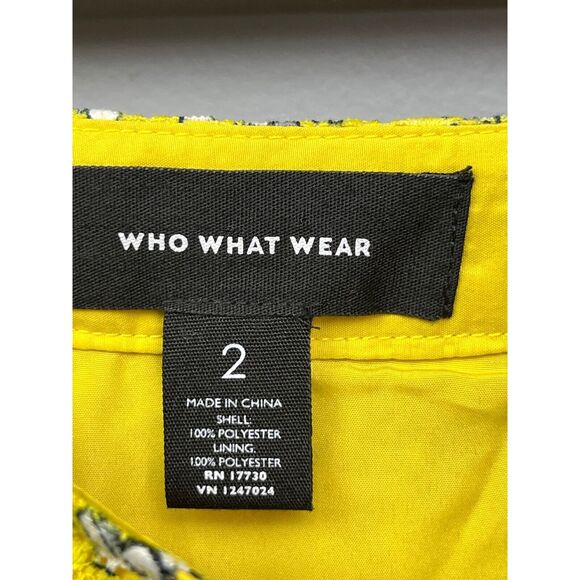 WHO WHAT WEAR
2
MADE IN CHINA
SHELL:
100% POLYESTER
LINING:
100% POLYESTER
RN 17730
VN 1247024